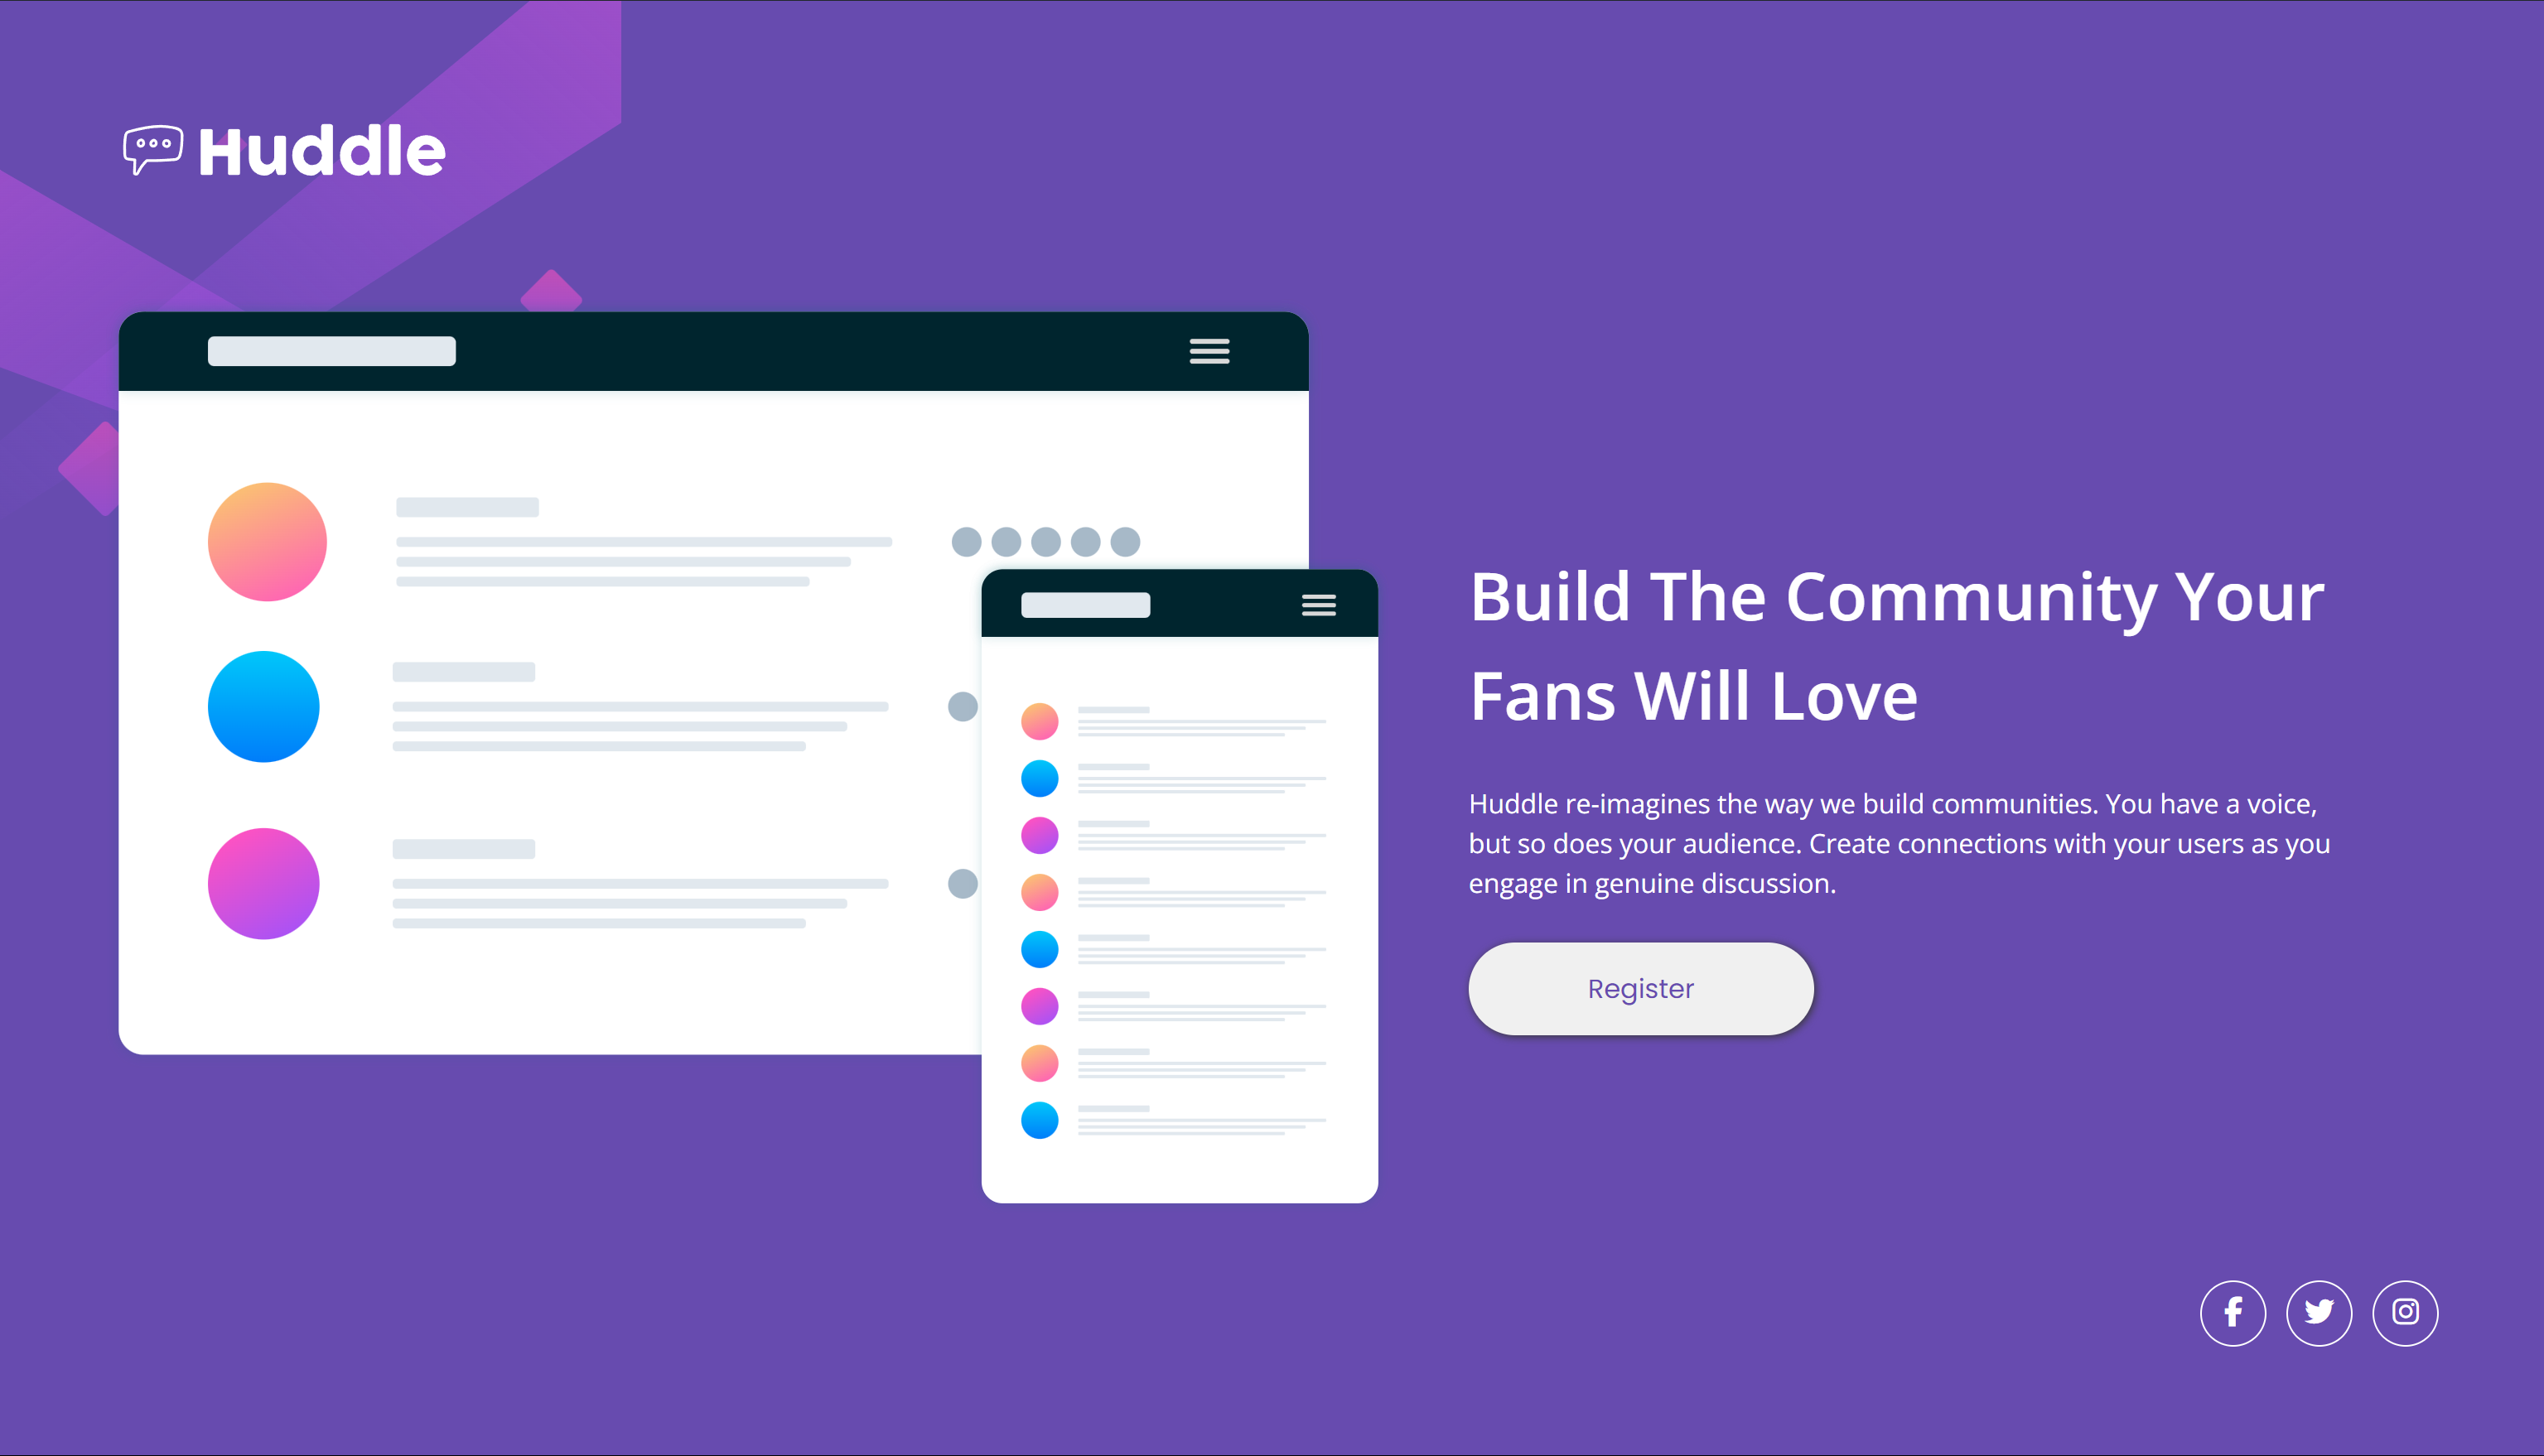 Huddle
Build The Community Your
Fans Will Love
Huddle re-imagines the way we build communities. You have a voice,
but so does your audience. Create connections with your users as you
engage in genuine discussion.
Register